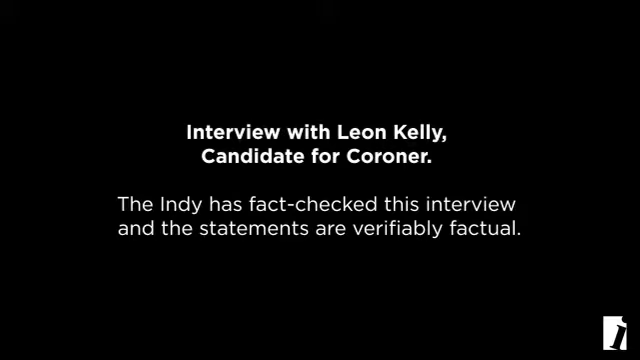 Interview with Leon Kelly,
Candidate for Coroner.
The Indy has fact-checked this interview
and the statements are verifiably factual.
I